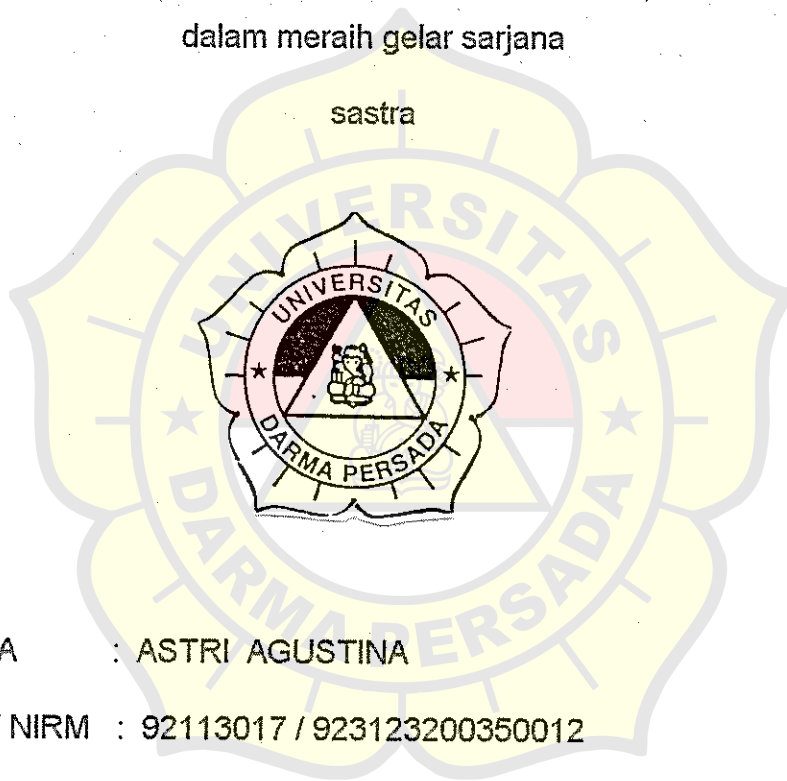 dalam meraih gelar sarjana
sastra
UNIVERSITAS
DARMA PERSADA
UNIVERSITAS
DARMA PERSADA
A : ASTRI AGUSTINA
NIRM : 92113017 / 923123200350012